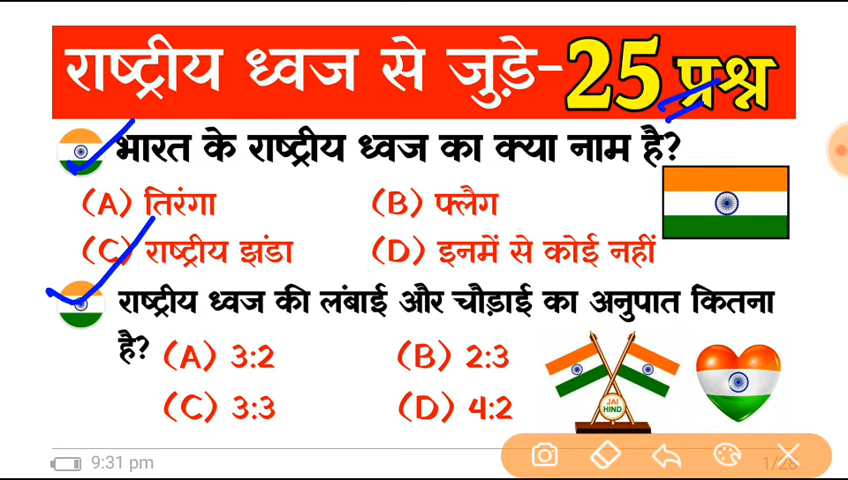 राष्ट्रीय ध्वज से जुड़े-25 प्रश्न
भारत के राष्ट्रीय ध्वज का क्या नाम है?
(A) तिरंगा (B) फ्लैग
(C) राष्ट्रीय झंडा (D) इनमें से कोई नहीं
राष्ट्रीय ध्वज की लंबाई और चौड़ाई का अनुपात कितना
है? (A) 3:2 (B) 2:3
(C) 3:3 (D) 4:2
JAI
HIND
9:31 pm